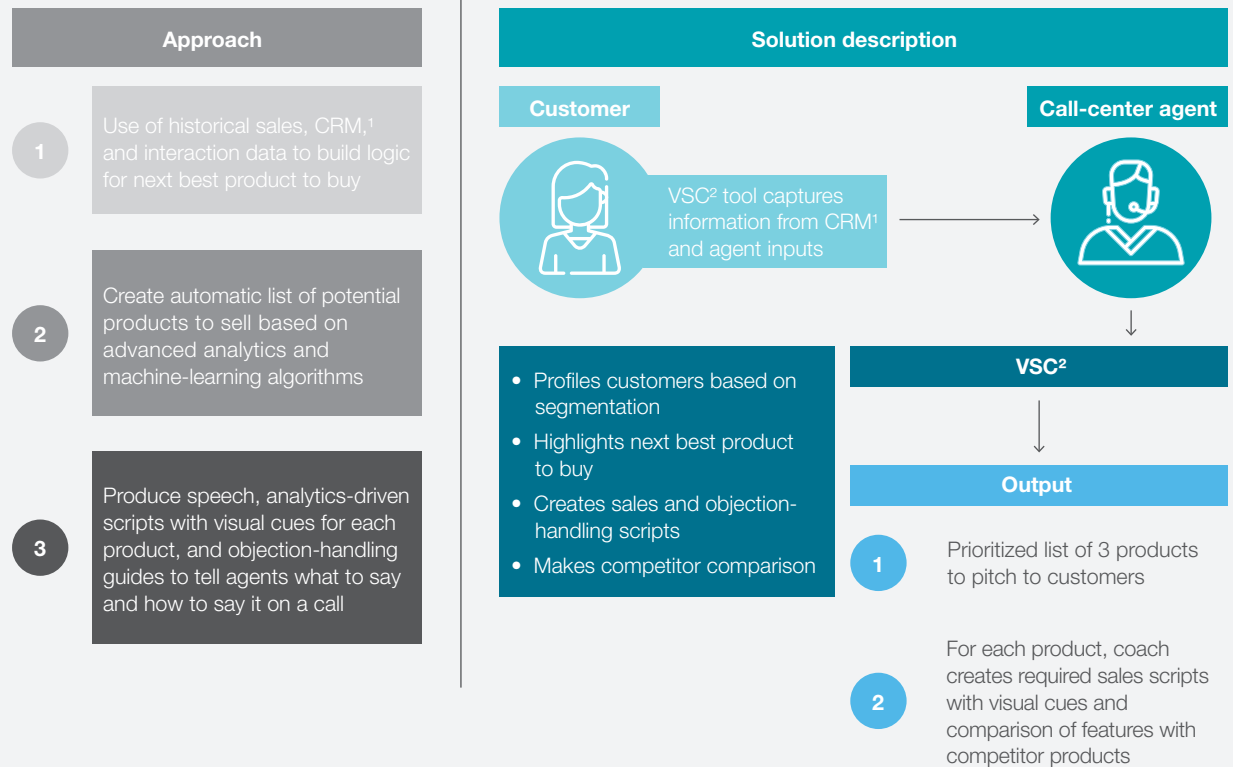 Approach
1
Use of historical sales, CRM,¹
and interaction data to build logic
for next best product to buy
2
Create automatic list of potential
products to sell based on
advanced analytics and
machine-learning algorithms
3
Produce speech, analytics-driven
scripts with visual cues for each
product, and objection-handling
guides to tell agents what to say
and how to say it on a call
Solution description
Customer
VSC² tool captures
information from CRM¹
and agent inputs
Call-center agent
• Profiles customers based on
segmentation
• Highlights next best product
to buy
• Creates sales and objection-
handling scripts
• Makes competitor comparison
VSC²
Output
1
Prioritized list of 3 products
to pitch to customers
2
For each product, coach
creates required sales scripts
with visual cues and
comparison of features with
competitor products